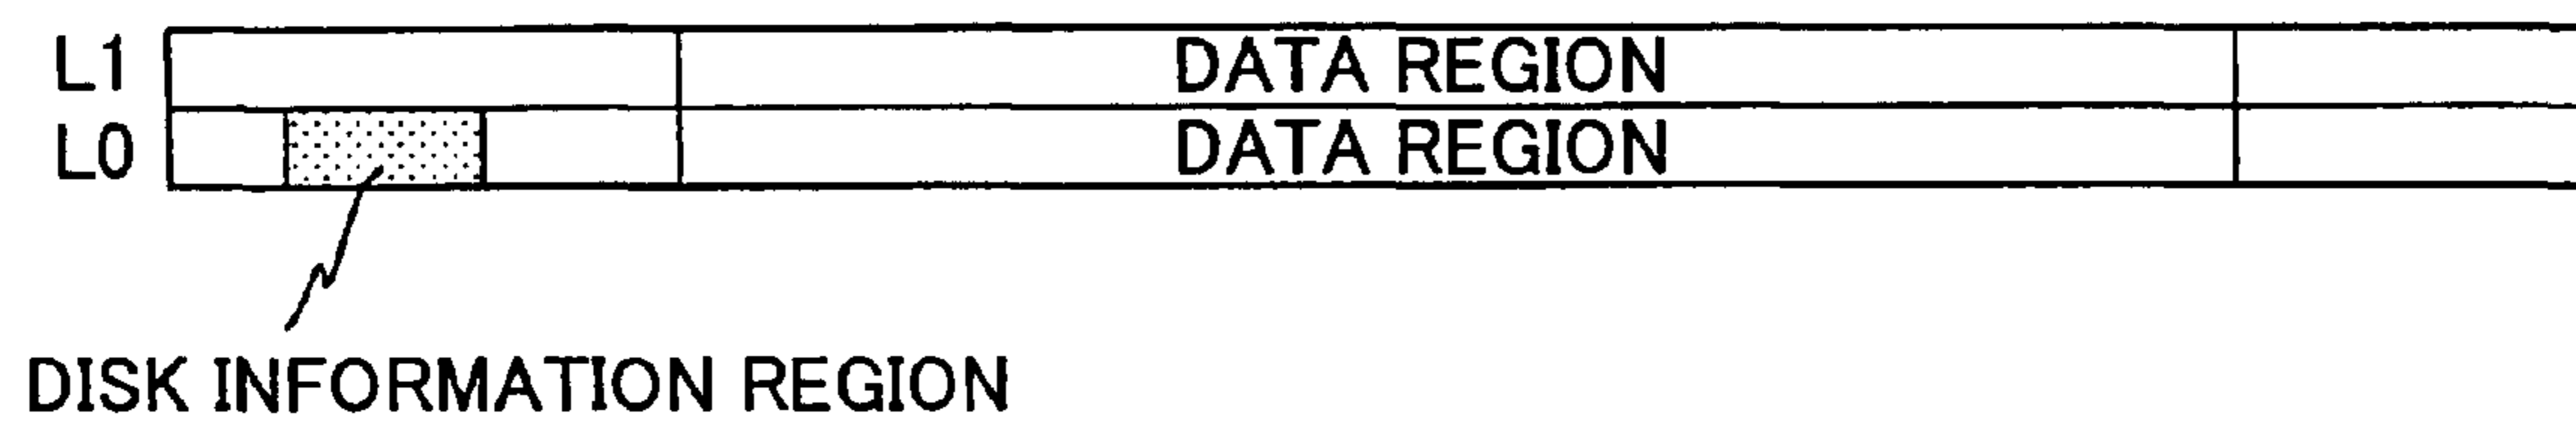 L1 DATA REGION
L0 DATA REGION
DISK INFORMATION REGION